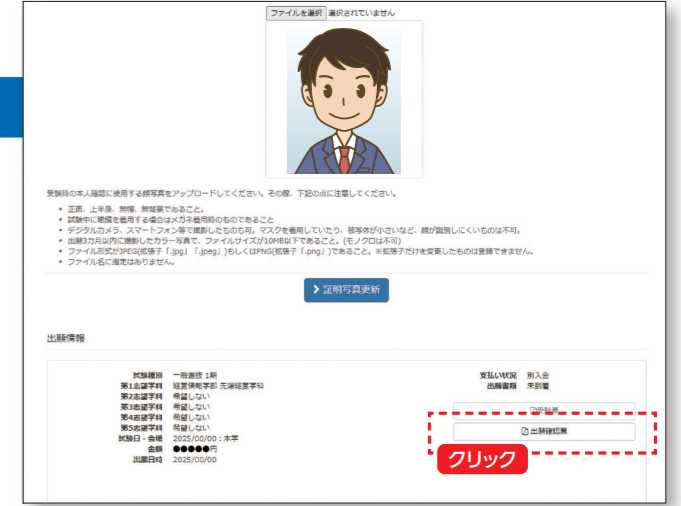 ファイルを選択 選択されていません
受験時の本人確認に使用する顔写真をアップロードしてください。その際、下記の点に注意してください。
• 正面、上半身、無帽、無背景であること。
• 試験中に眼鏡を着用する場合はメガネ着用時のものであること
• デジタルカメラ、スマートフォン等で撮影したものも可。マスクを着用していたり、被写体が小さいなど、顔が識別しにくいものは不可。
• 出願3カ月以内に撮影したカラー写真で、ファイルサイズが10MB以下であること。(モノクロは不可)
• ファイル形式がJPEG(拡張子「.jpg」「.jpeg」)もしくはPNG(拡張子「.png」)であること。※拡張子だけを変更したものは登録できません。
• ファイル名に指定はありません。
証明写真更新
出願情報
試験種別 一般選抜 1期
第1志望学科 経営情報学部 先端経営学科
第2志望学科 希望しない
第3志望学科 希望しない
第4志望学科 希望しない
第5志望学科 希望しない
試験日・会場 2025/00/00：本学
金額 ●●●●●円
出願日時 2025/00/00
支払い状況 別入金
出願書類 未到着
受験票
出願確認票
クリック